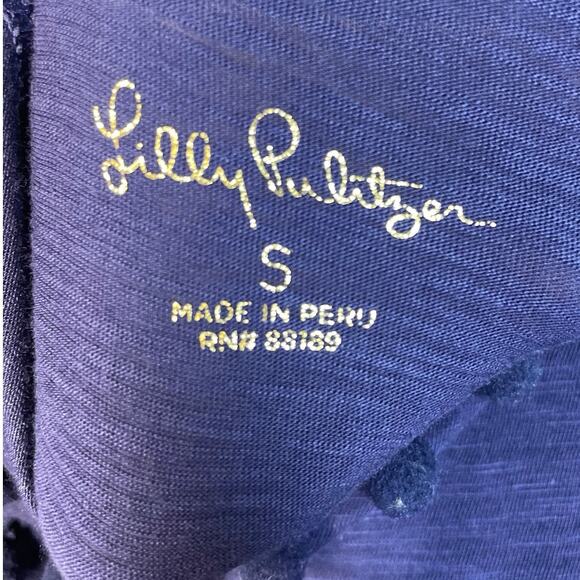 Lilly Pulitzer
S
MADE IN PERU
RN# 88189